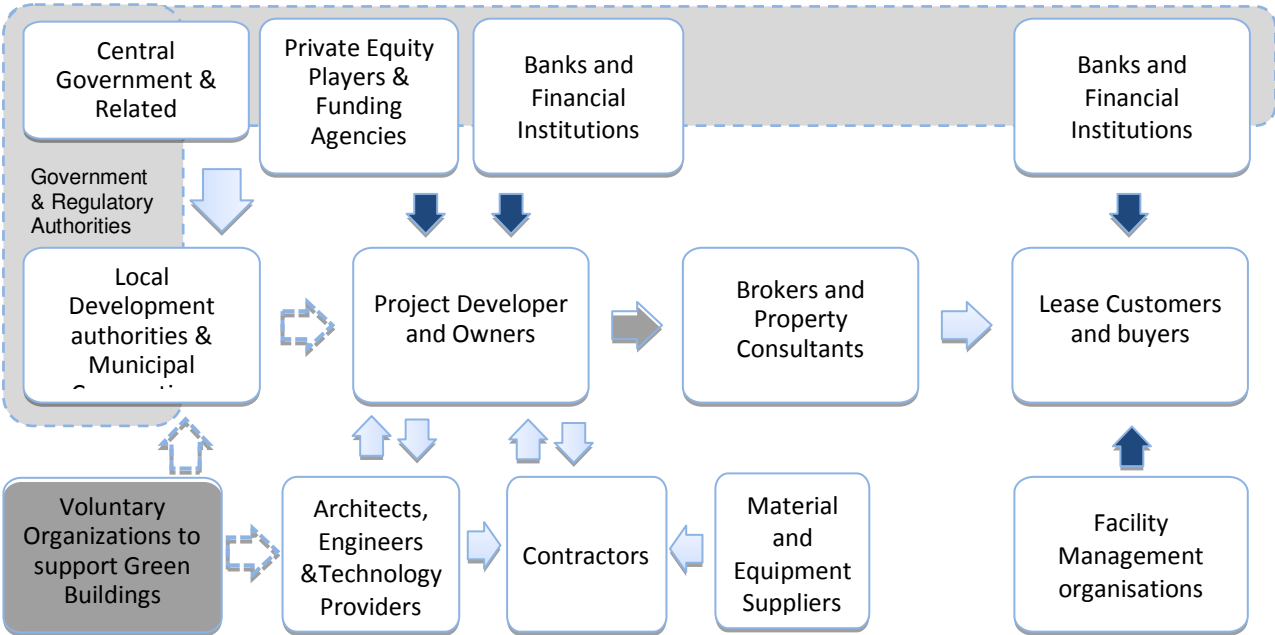 Central
Government &
Related
Private Equity
Players &
Funding
Agencies
Banks and
Financial
Institutions
Banks and
Financial
Institutions
Government
& Regulatory
Authorities
Local
Development
authorities &
Municipal
Project Developer
and Owners
Brokers and
Property
Consultants
Lease Customers
and buyers
Voluntary
Organizations to
support Green
Buildings
Architects,
Engineers
&Technology
Providers
Contractors
Material
and
Equipment
Suppliers
Facility
Management
organisations